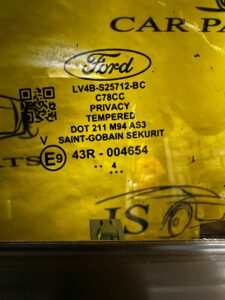 CAR PA
Ford
LV4B-S25712-BC
C78CC
PRIVACY
TEMPERED
DOT 211 M94 AS3
SAINT-GOBAIN SEKURIT
E9 43R - 004654
.. 4
...
JS